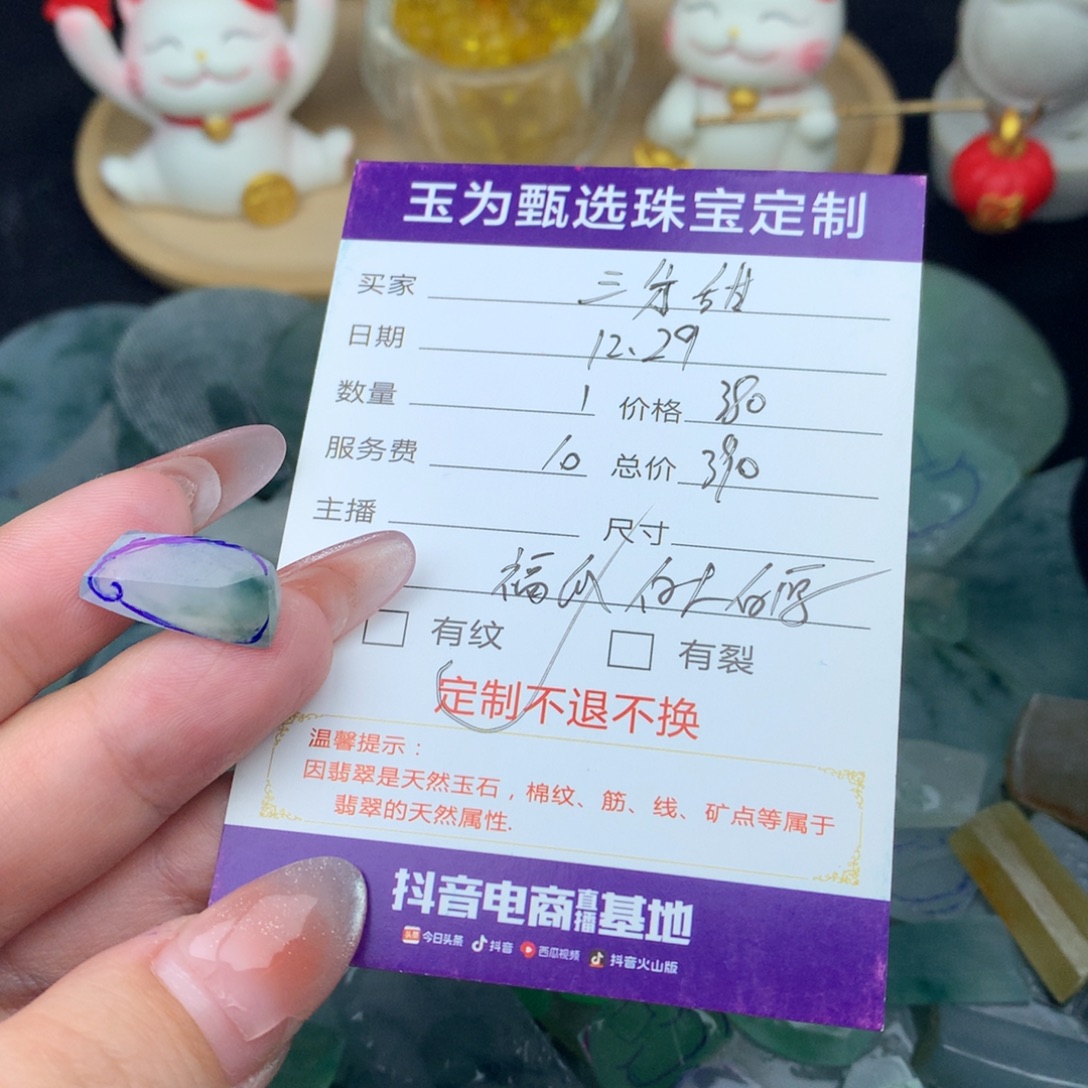 玉为甄选珠宝定制
买家 三分甜
日期 12.29
数量 1 价格 380
服务费 10 总价 390
主播 尺寸
福瓜
有纹 有裂
定制不退不换
温馨提示：
因翡翠是天然玉石，棉纹、筋、线、矿点等属于
翡翠的天然属性.
抖音电商直播基地
头条 今日头条 抖音 西瓜视频 抖音火山版